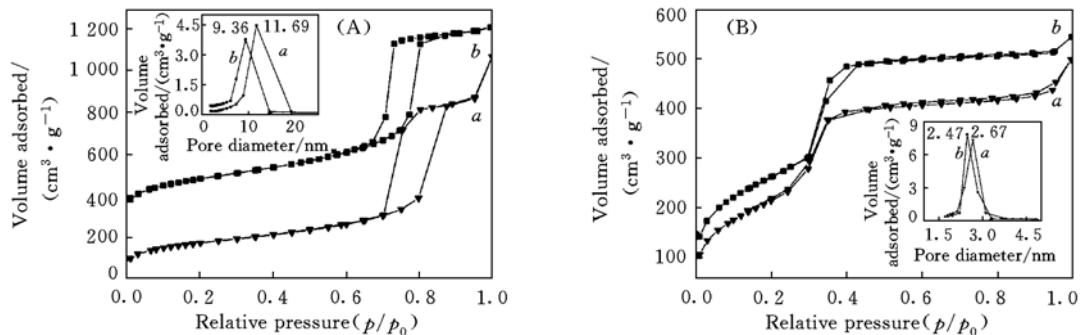 (A)
1 200
1 000
800
600
400
200
0
0.0 0.2 0.4 0.6 0.8 1.0
Relative pressure(p/p₀)
Volume adsorbed/
(cm³·g⁻¹)
a
b
4.5
3.0
1.5
0
0 10 20
Pore diameter/nm
Volume
adsorbed/(cm³·g⁻¹)
9.36 11.69
b a
(B)
600
500
400
300
200
100
0.0 0.2 0.4 0.6 0.8 1.0
Relative pressure(p/p₀)
Volume adsorbed/
(cm³·g⁻¹)
b
a
9
6
3
0
1.5 3.0 4.5
Pore diameter/nm
Volume
adsorbed/(cm³·g⁻¹)
2.47 2.67
b a